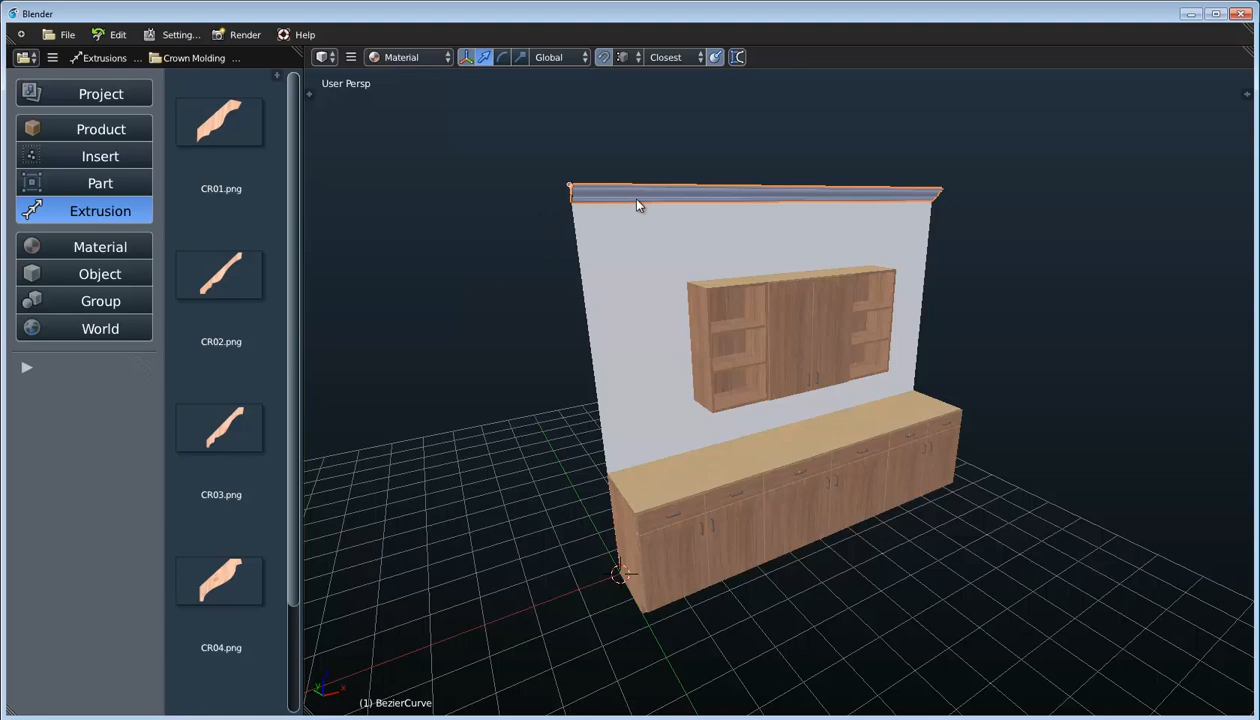 Blender
File Edit Setting... Render Help
Extrusions ... Crown Molding ... Material Global Closest
User Persp
Project
Product
Insert
Part
Extrusion
Material
Object
Group
World
CR01.png
CR02.png
CR03.png
CR04.png
y x
(1) BezierCurve